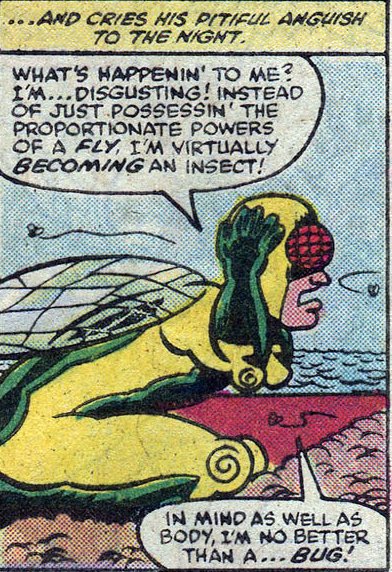 ...AND CRIES HIS PITIFUL ANGUISH
TO THE NIGHT.
WHAT'S HAPPENIN' TO ME?
I'M...DISGUSTING! INSTEAD
OF JUST POSSESSIN' THE
PROPORTIONATE POWERS
OF A FLY, I'M VIRTUALLY
BECOMING AN INSECT!
IN MIND AS WELL AS
BODY, I'M NO BETTER
THAN A... BUG!